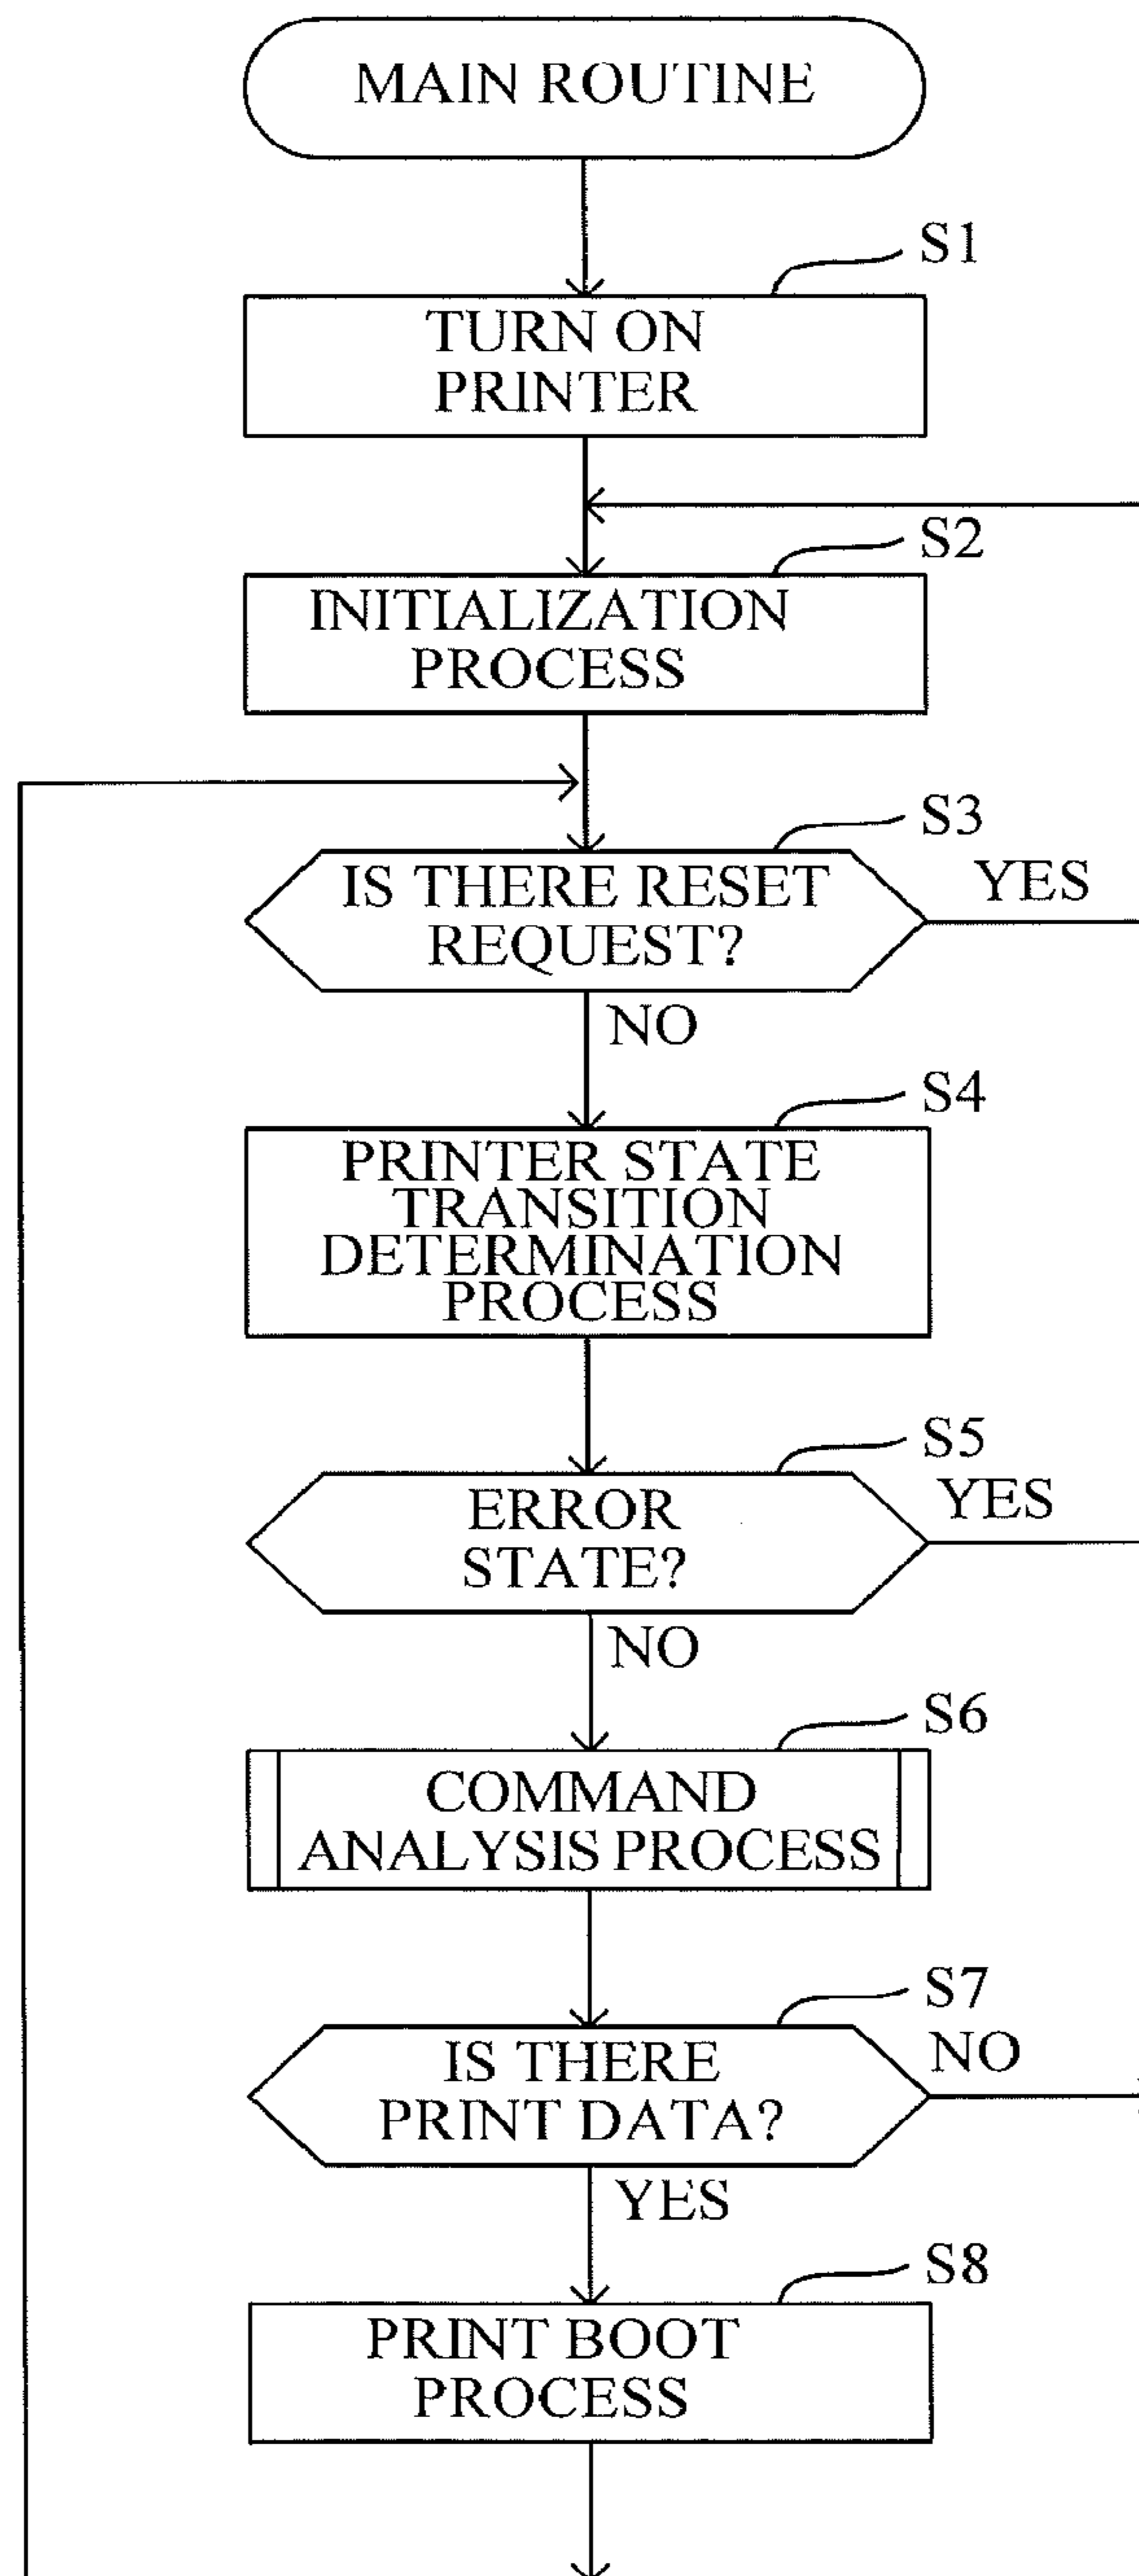 MAIN ROUTINE
S1
TURN ON
PRINTER
S2
INITIALIZATION
PROCESS
S3
IS THERE RESET
REQUEST?
YES
NO
S4
PRINTER STATE
TRANSITION
DETERMINATION
PROCESS
S5
ERROR
STATE?
YES
NO
S6
COMMAND
ANALYSIS PROCESS
S7
IS THERE
PRINT DATA?
NO
YES
S8
PRINT BOOT
PROCESS